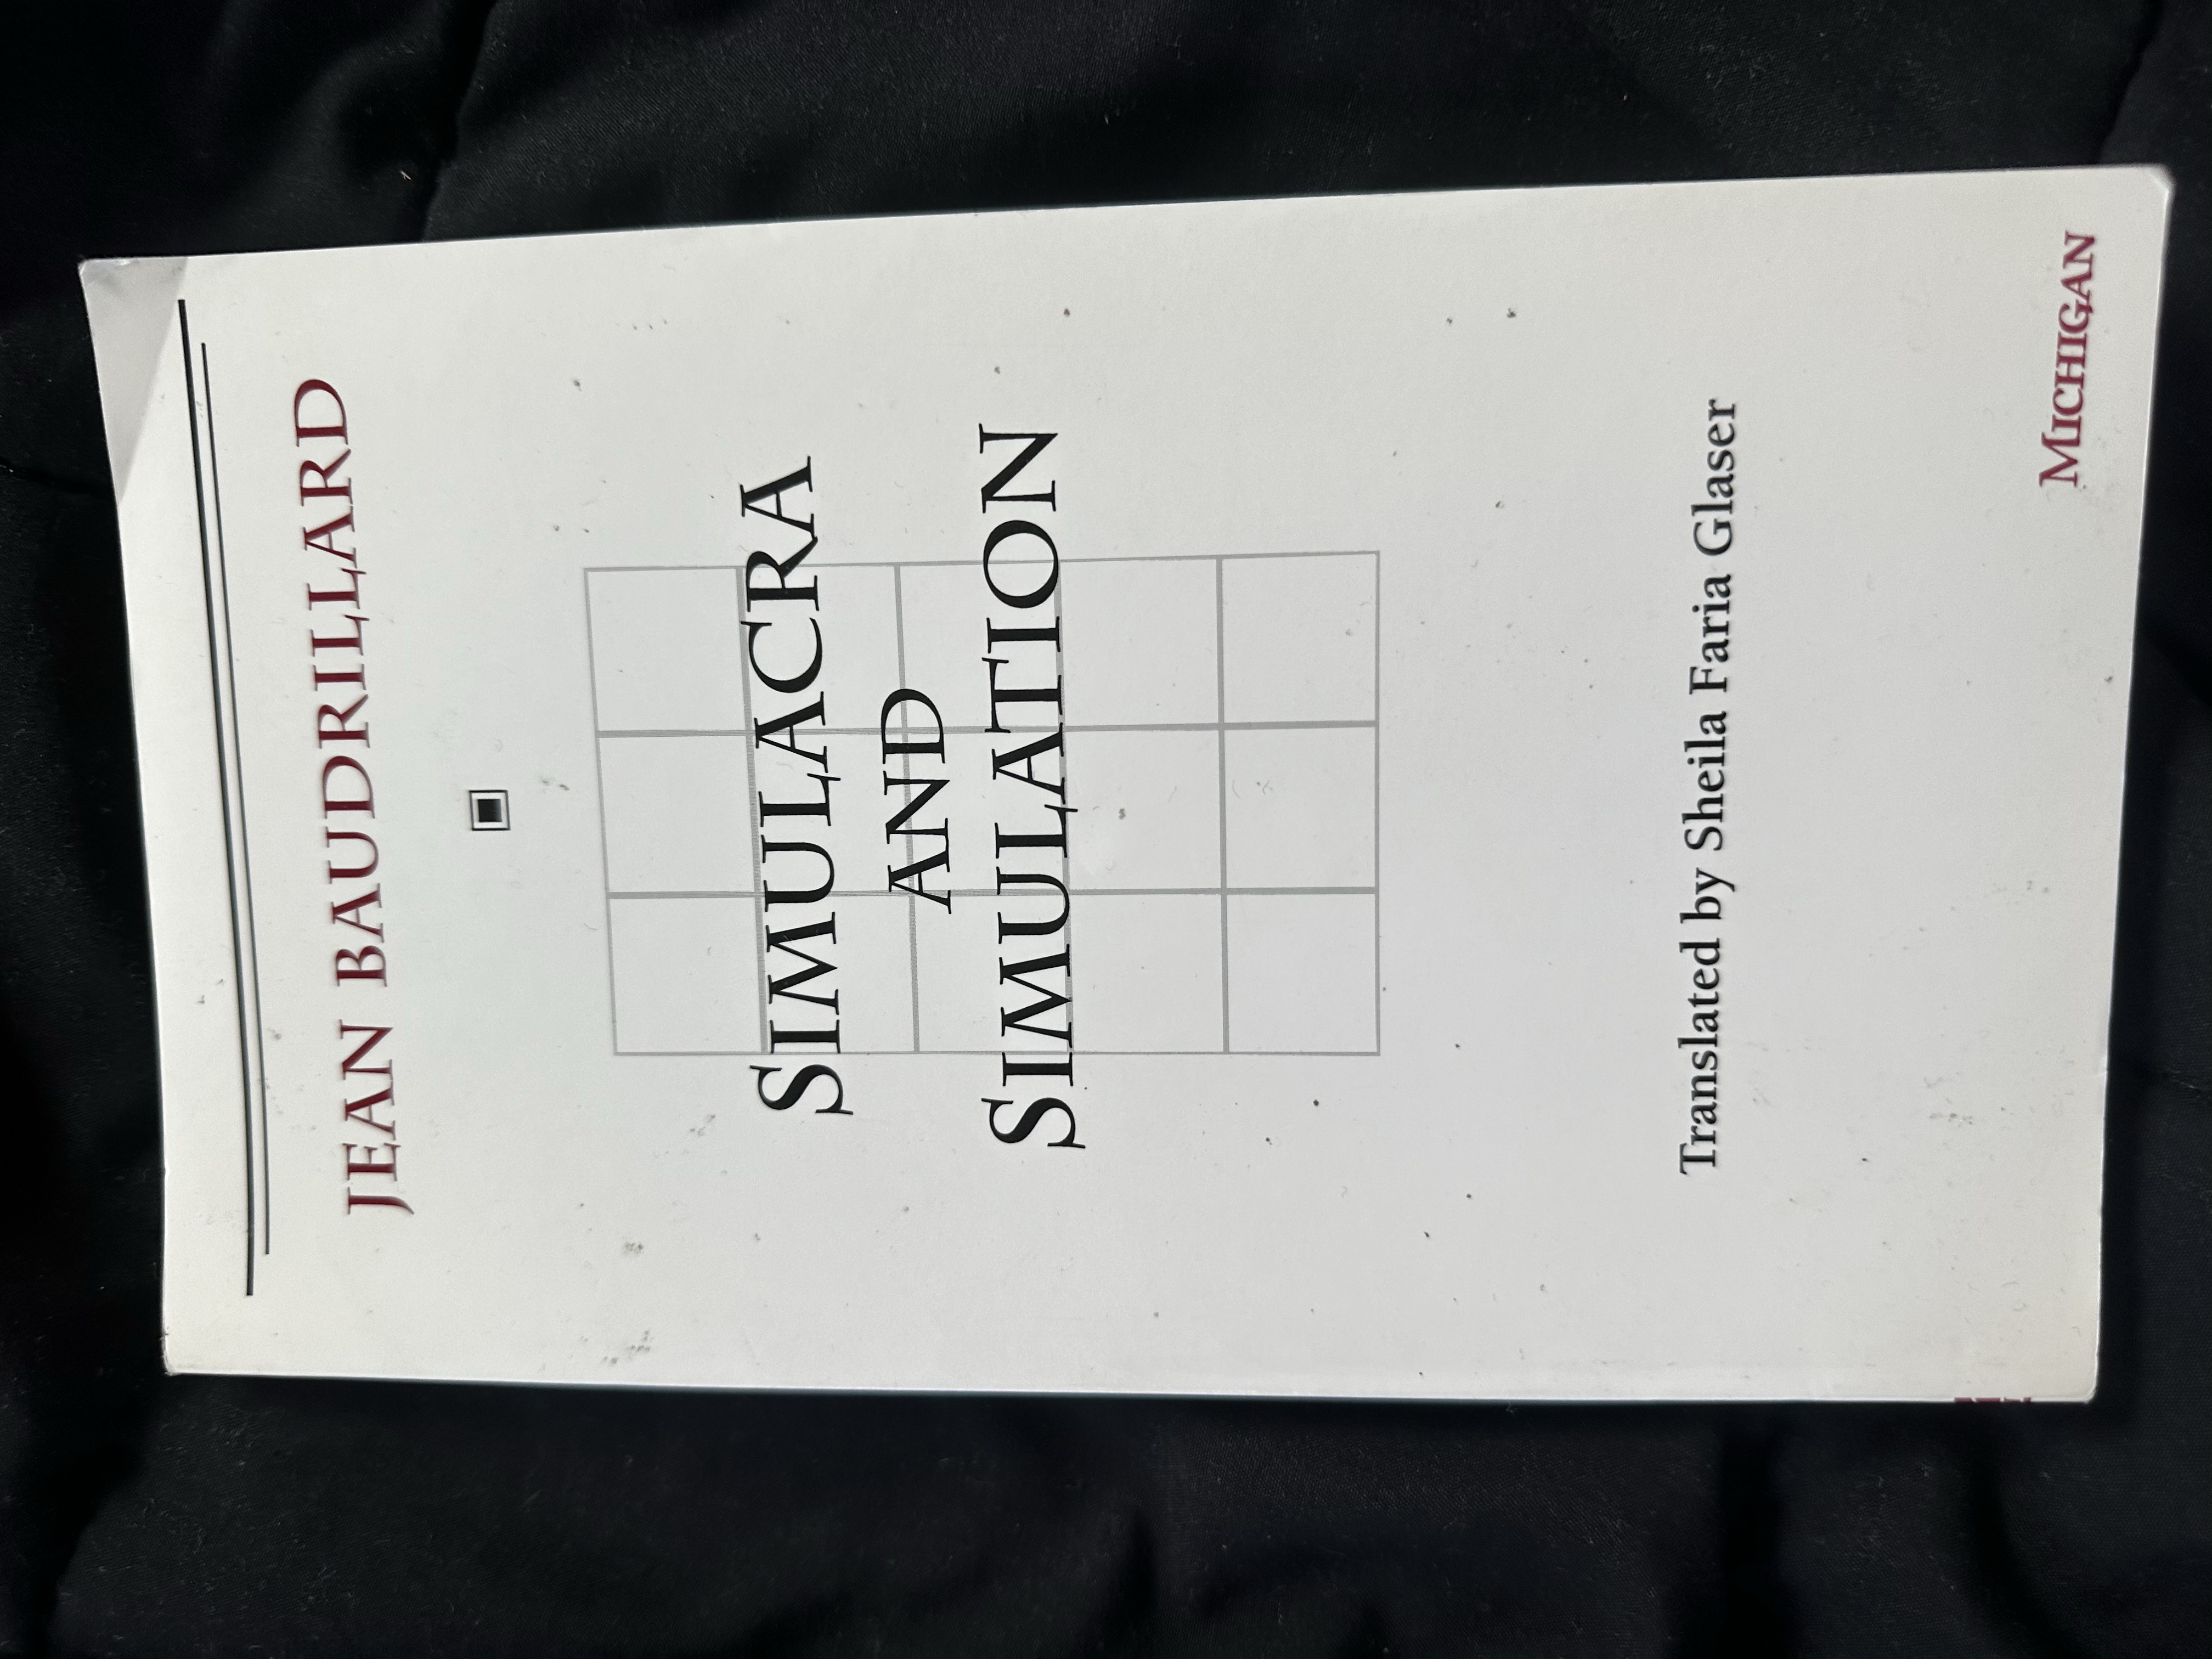 JEAN BAUDRILLARD
SIMULACRA
AND
SIMULATION
Translated by Sheila Faria Glaser
MICHIGAN